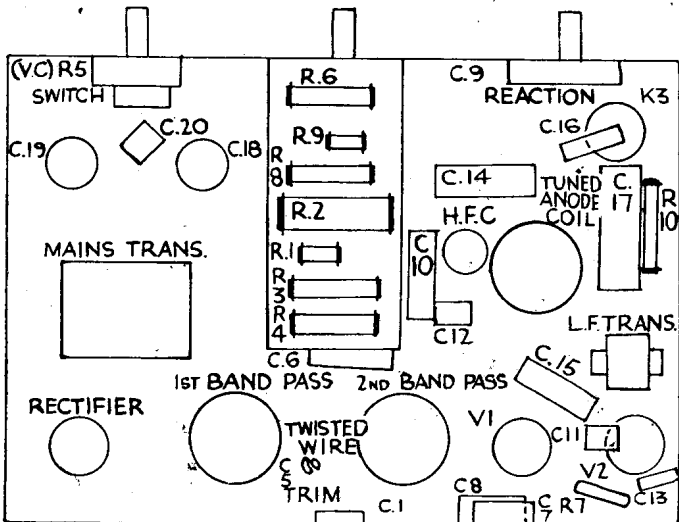 (V.C) R5
SWITCH
C.20
C.19
C.18
R.6
R.9
R
8
R.2
R.1
R
3
R
4
C.6
C.9
REACTION
K3
C.16
C.14
TUNED
ANODE
COIL
C.
17
R
10
H.F.C
C
10
C12
MAINS TRANS.
L.F.TRANS.
C.15
1ST BAND PASS
2ND BAND PASS
RECTIFIER
TWISTED
WIRE
C
5
TRIM
V1
C11
V2
C13
C.1
C8
C
7
R7